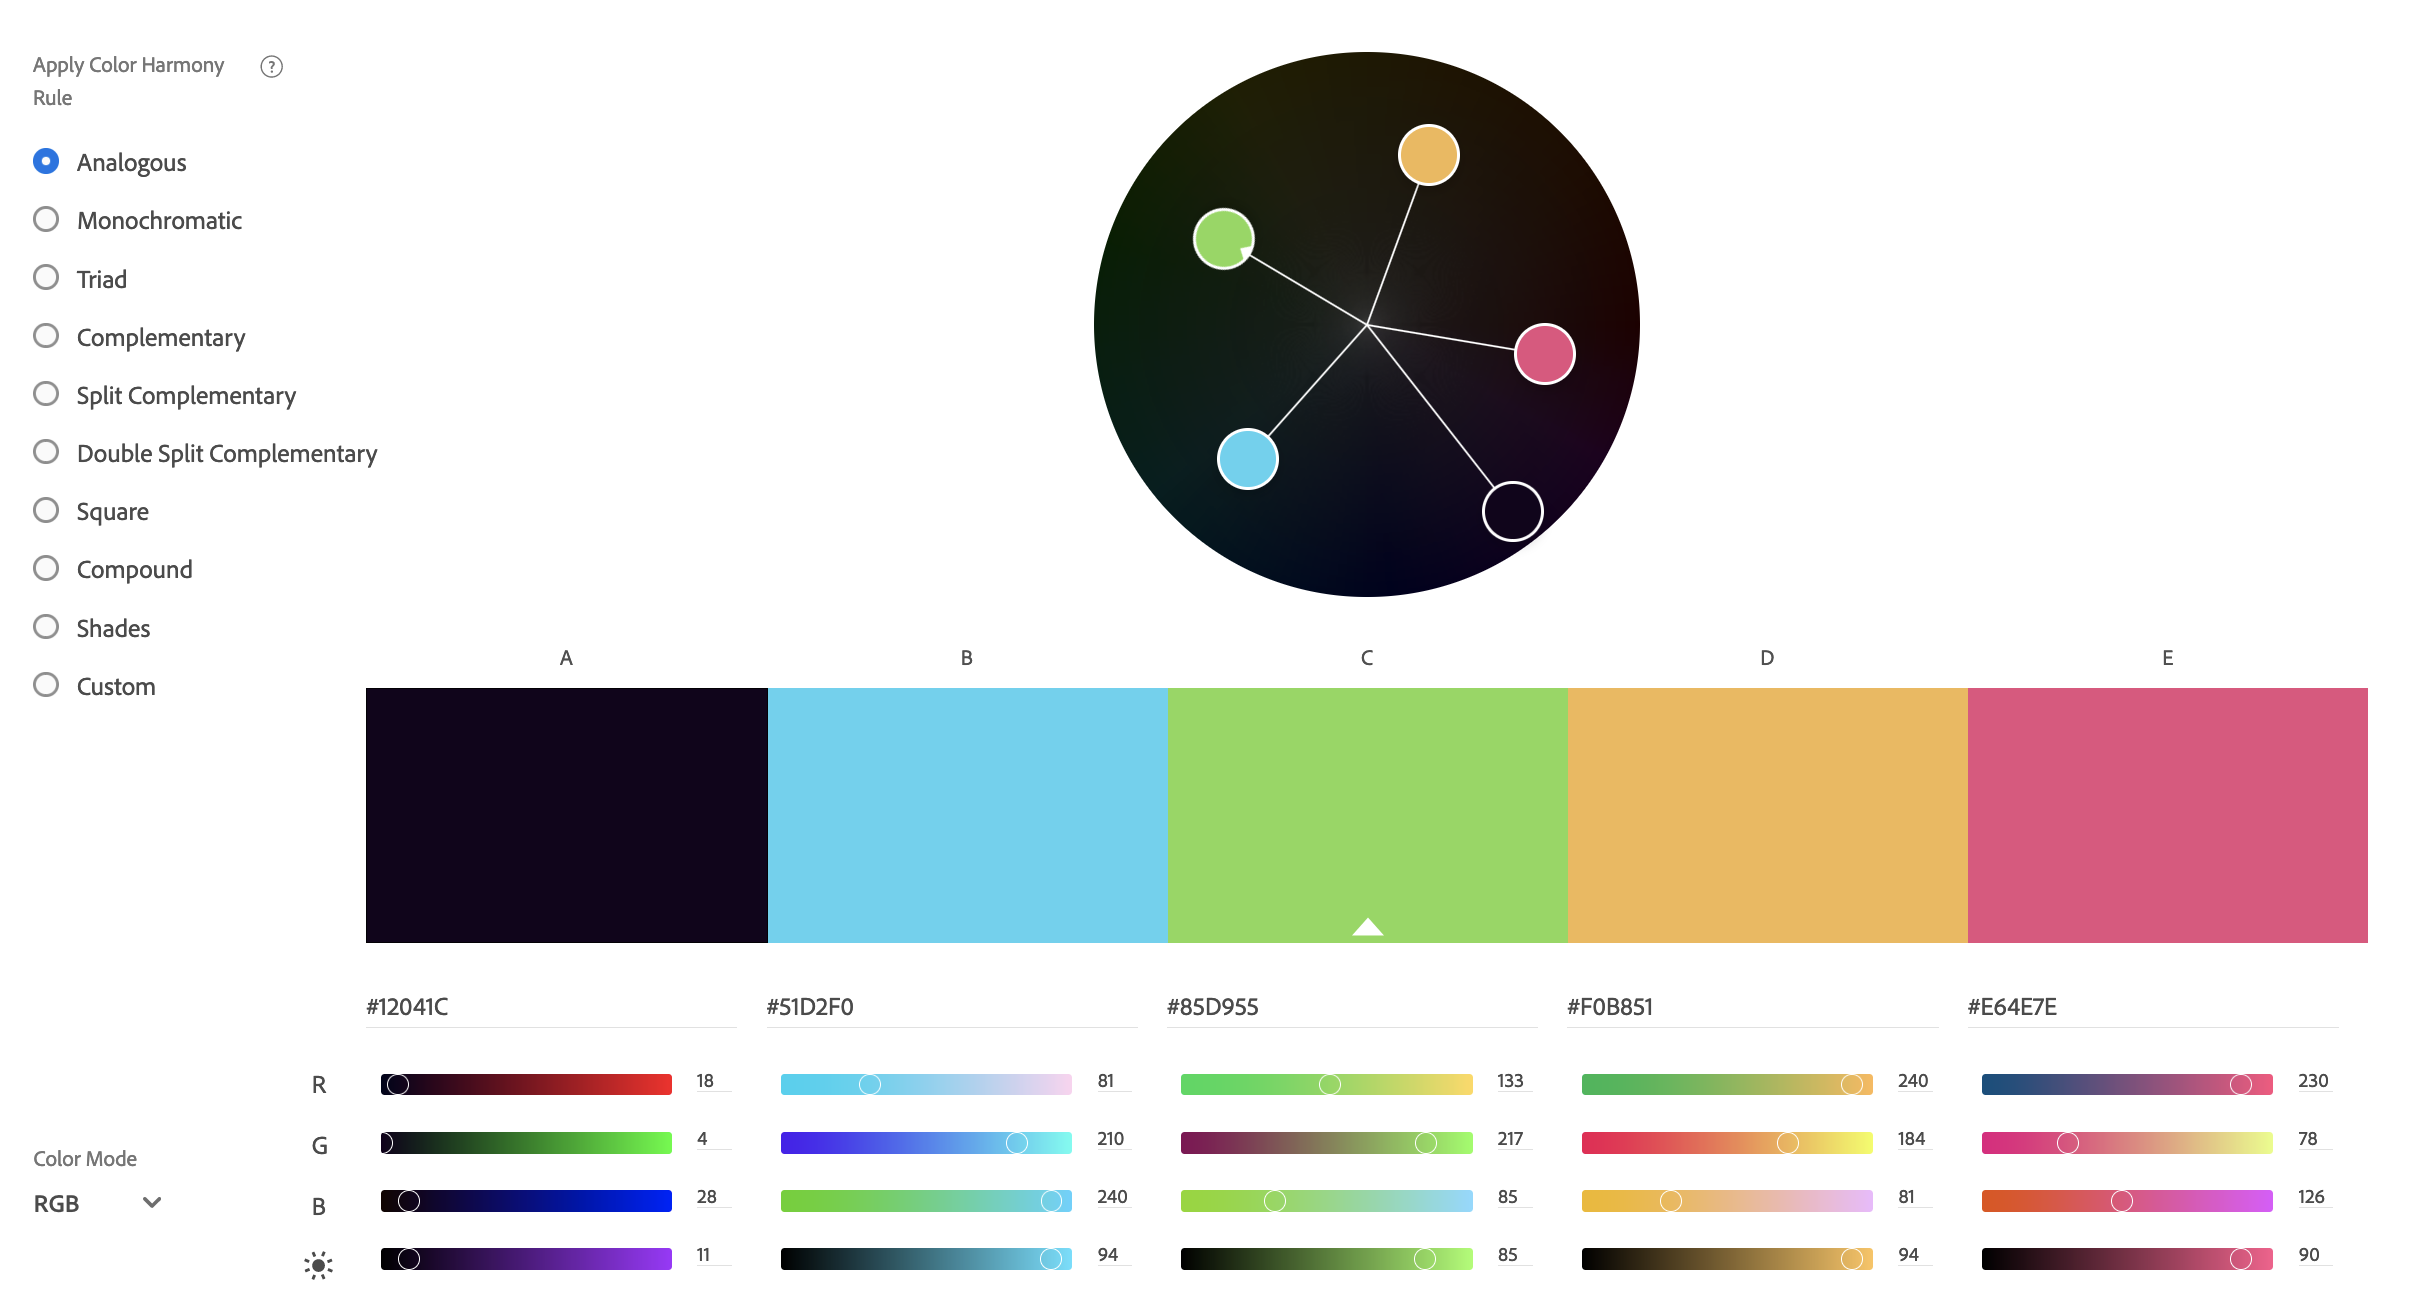 Apply Color Harmony
Rule
?
Analogous
Monochromatic
Triad
Complementary
Split Complementary
Double Split Complementary
Square
Compound
Shades
Custom
A B C D E
#12041C #51D2F0 #85D955 #F0B851 #E64E7E
R 18 81 133 240 230
G 4 210 217 184 78
B 28 240 85 81 126
11 94 85 94 90
Color Mode
RGB